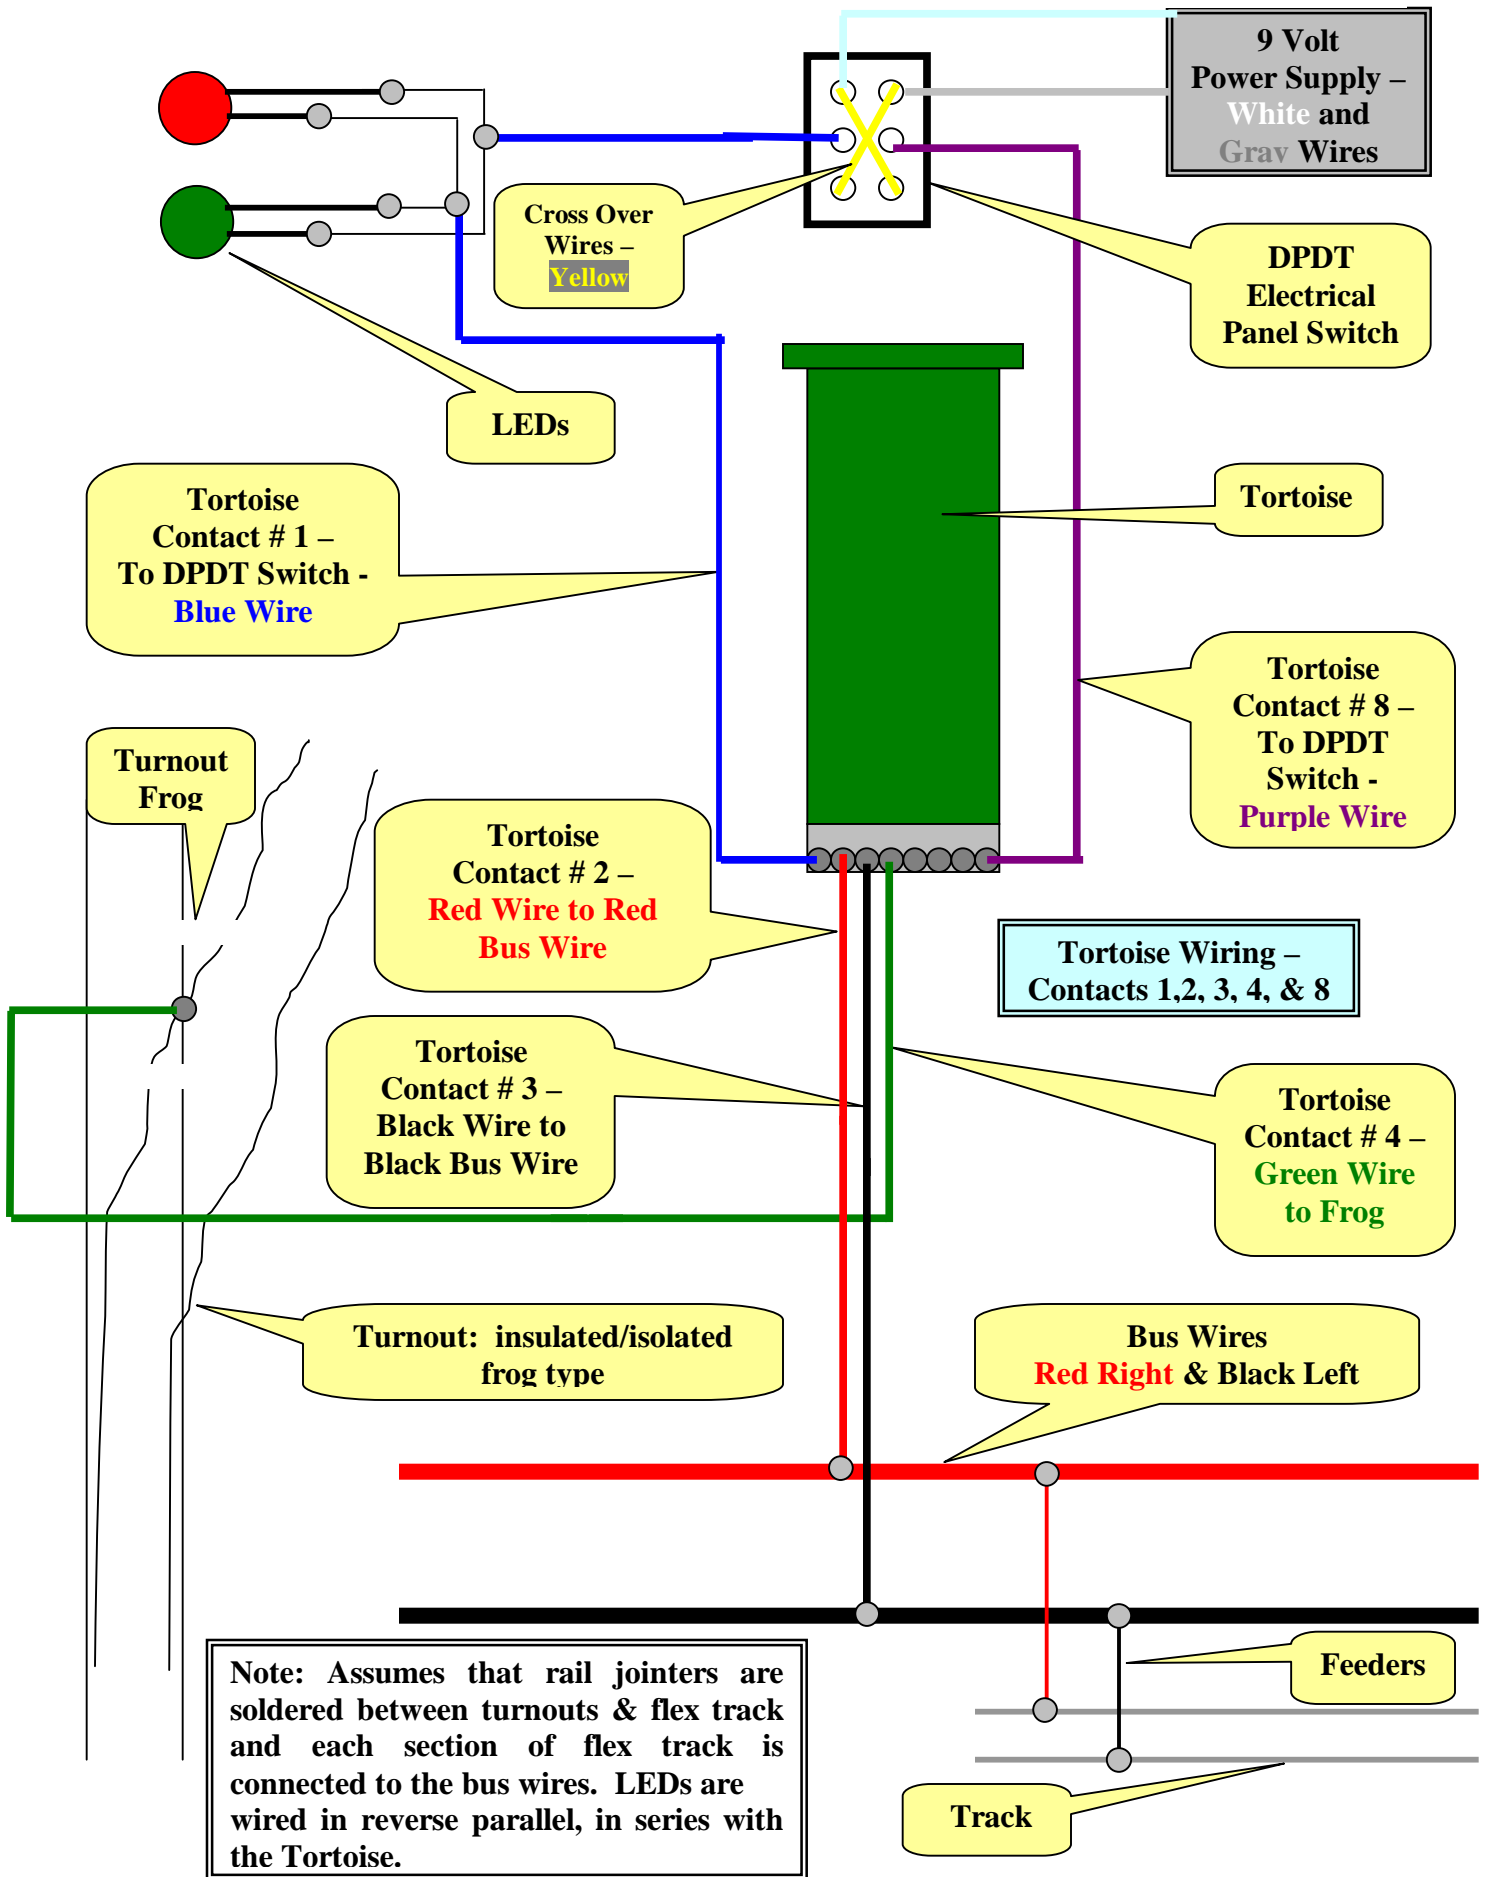 9 Volt
Power Supply –
White and
Gray Wires
Cross Over
Wires –
Yellow
DPDT
Electrical
Panel Switch
LEDs
Tortoise
Contact # 1 –
To DPDT Switch -
Blue Wire
Tortoise
Tortoise
Contact # 8 –
To DPDT
Switch -
Purple Wire
Turnout
Frog
Tortoise
Contact # 2 –
Red Wire to Red
Bus Wire
Tortoise Wiring –
Contacts 1,2, 3, 4, & 8
Tortoise
Contact # 3 –
Black Wire to
Black Bus Wire
Tortoise
Contact # 4 –
Green Wire
to Frog
Turnout: insulated/isolated
frog type
Bus Wires
Red Right & Black Left
Feeders
Note: Assumes that rail jointers are
soldered between turnouts & flex track
and each section of flex track is
connected to the bus wires. LEDs are
wired in reverse parallel, in series with
the Tortoise.
Track